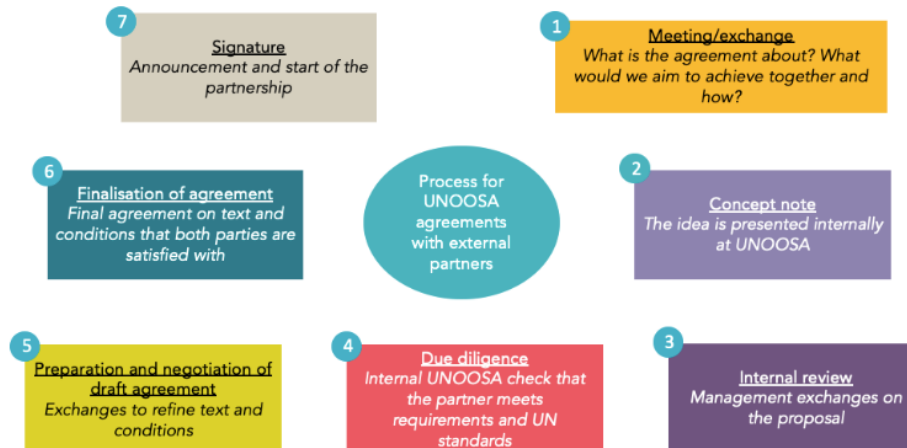 7
Signature
Announcement and start of the
partnership
1
Meeting/exchange
What is the agreement about? What
would we aim to achieve together and
how?
6
Finalisation of agreement
Final agreement on text and
conditions that both parties are
satisfied with
Process for
UNOOSA
agreements
with external
partners
2
Concept note
The idea is presented internally
at UNOOSA
5
Preparation and negotiation of
draft agreement
Exchanges to refine text and
conditions
4
Due diligence
Internal UNOOSA check that
the partner meets
requirements and UN
standards
3
Internal review
Management exchanges on
the proposal